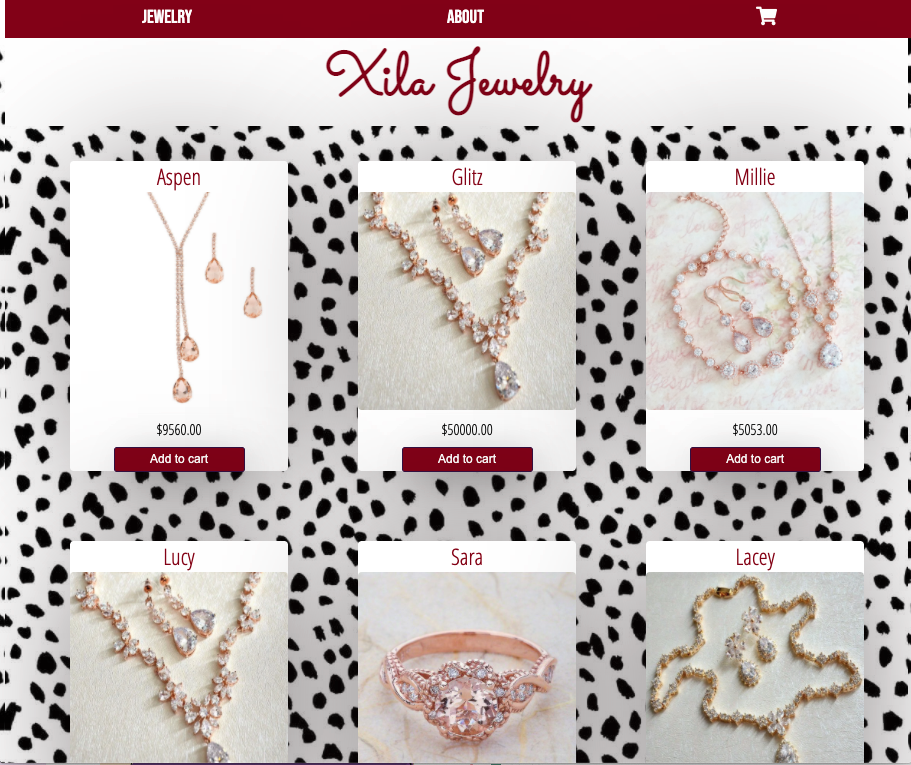 JEWELRY
ABOUT
Xila Jewelry
Aspen
Glitz
Millie
$9560.00
$50000.00
$5053.00
Add to cart
Add to cart
Add to cart
Lucy
Sara
Lacey